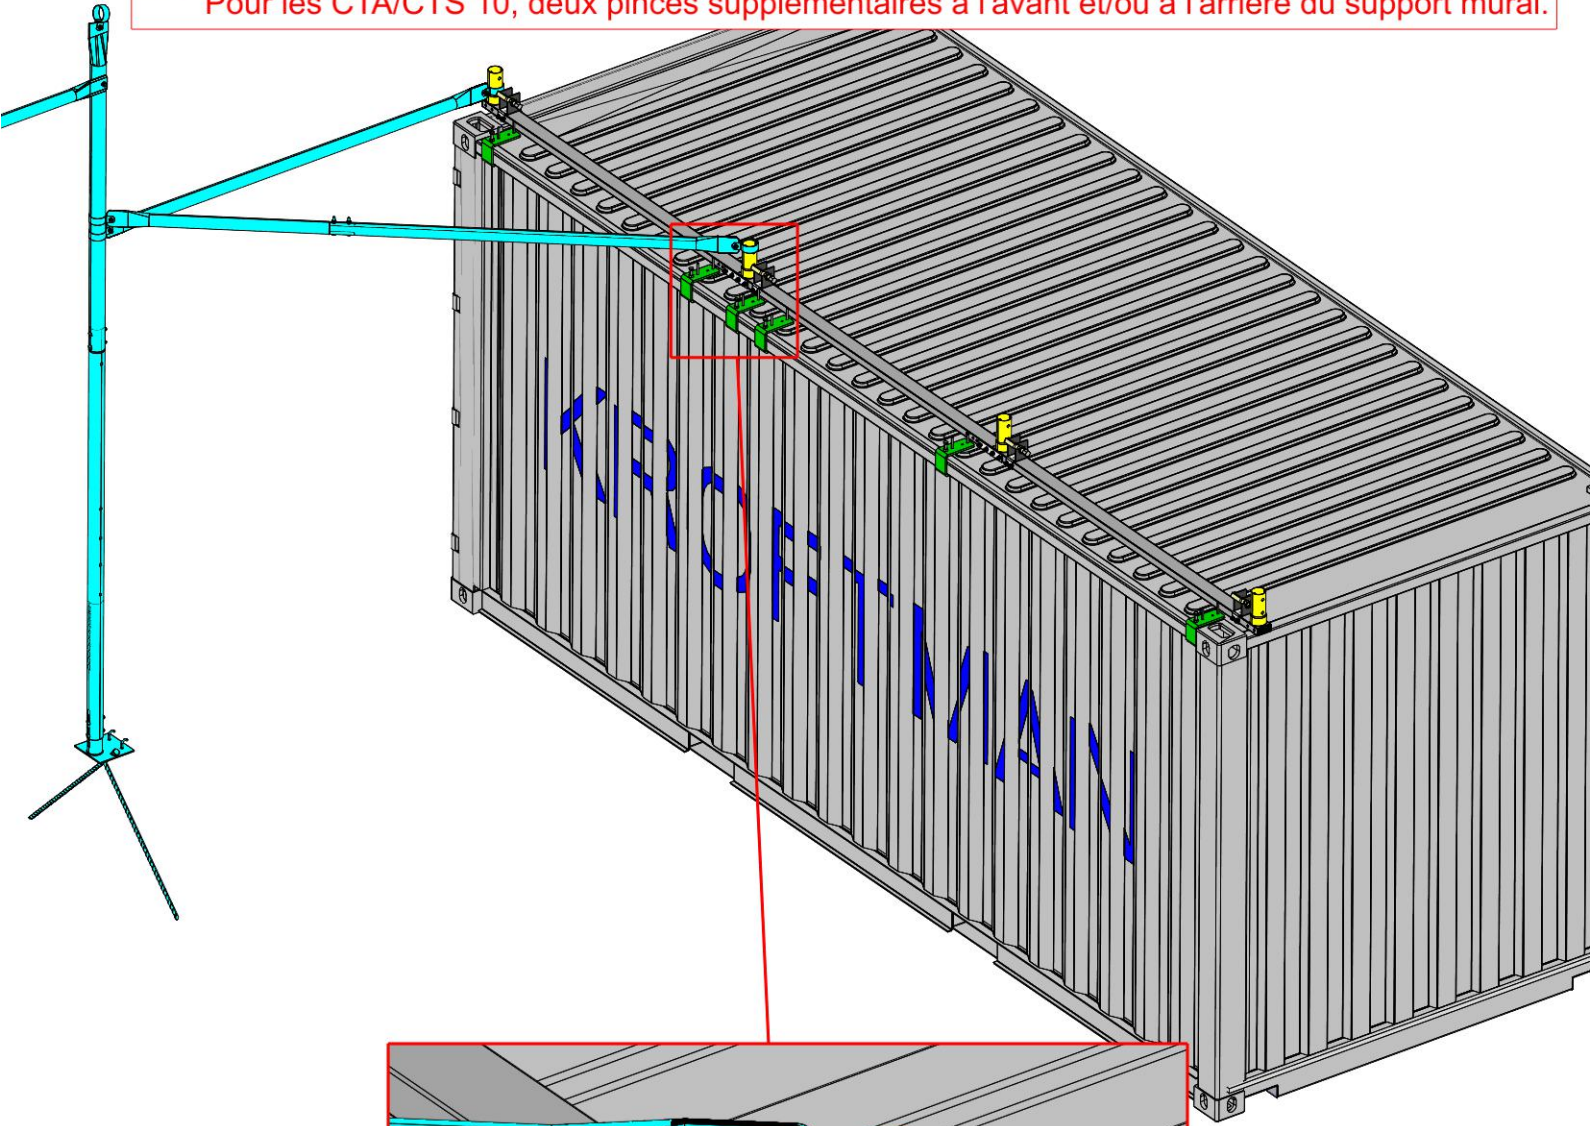 Pour les CTA/CTS 10, deux pinces supplémentaires à l'avant et/ou à l'arrière du support mural.
KROFTMAN